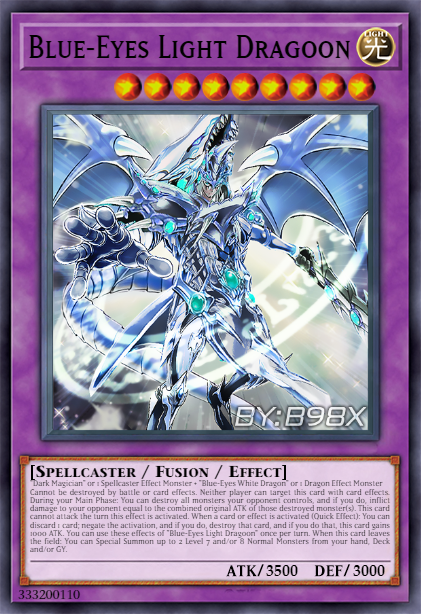 BLUE-EYES LIGHT DRAGOON
LIGHT
光
BY:B98X
[SPELLCASTER / FUSION / EFFECT]
"Dark Magician" or 1 Spellcaster Effect Monster + "Blue-Eyes White Dragon" or 1 Dragon Effect Monster
Cannot be destroyed by battle or card effects. Neither player can target this card with card effects.
During your Main Phase: You can destroy all monsters your opponent controls, and if you do, inflict
damage to your opponent equal to the combined original ATK of those destroyed monster(s). This card
cannot attack the turn this effect is activated. When a card or effect is activated (Quick Effect): You can
discard 1 card; negate the activation, and if you do, destroy that card, and if you do that, this card gains
1000 ATK. You can use these effects of "Blue-Eyes Light Dragoon" once per turn. When this card leaves
the field: You can Special Summon up to 2 Level 7 and/or 8 Normal Monsters from your hand, Deck
and/or GY.
ATK/3500 DEF/3000
333200110